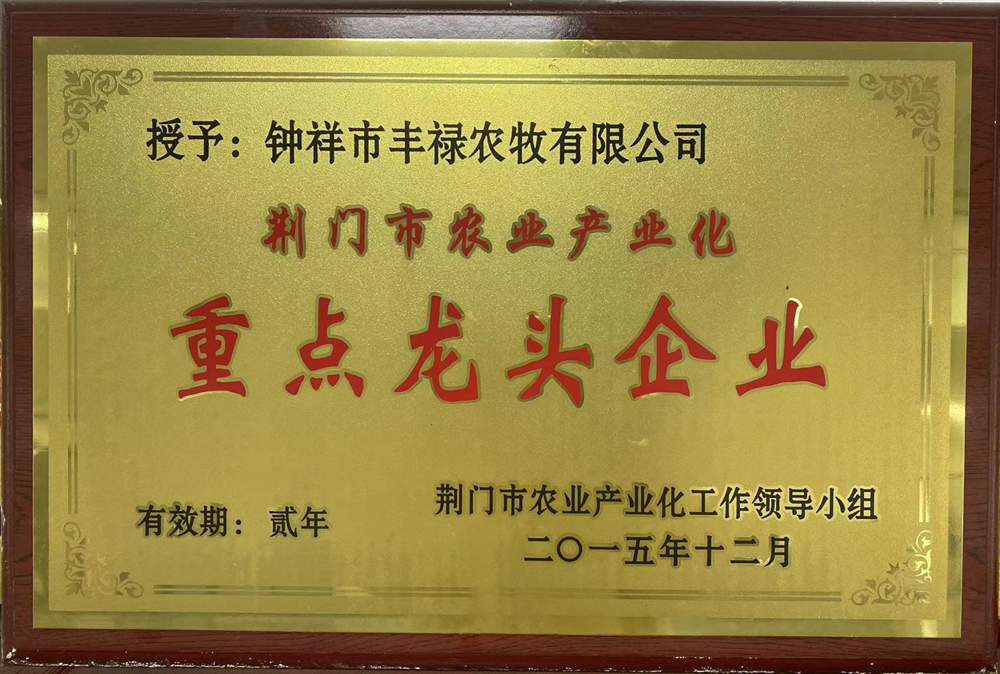 授予：钟祥市丰禄农牧有限公司
荆门市农业产业化
重点龙头企业
有效期：贰年
荆门市农业产业化工作领导小组
二〇一五年十二月